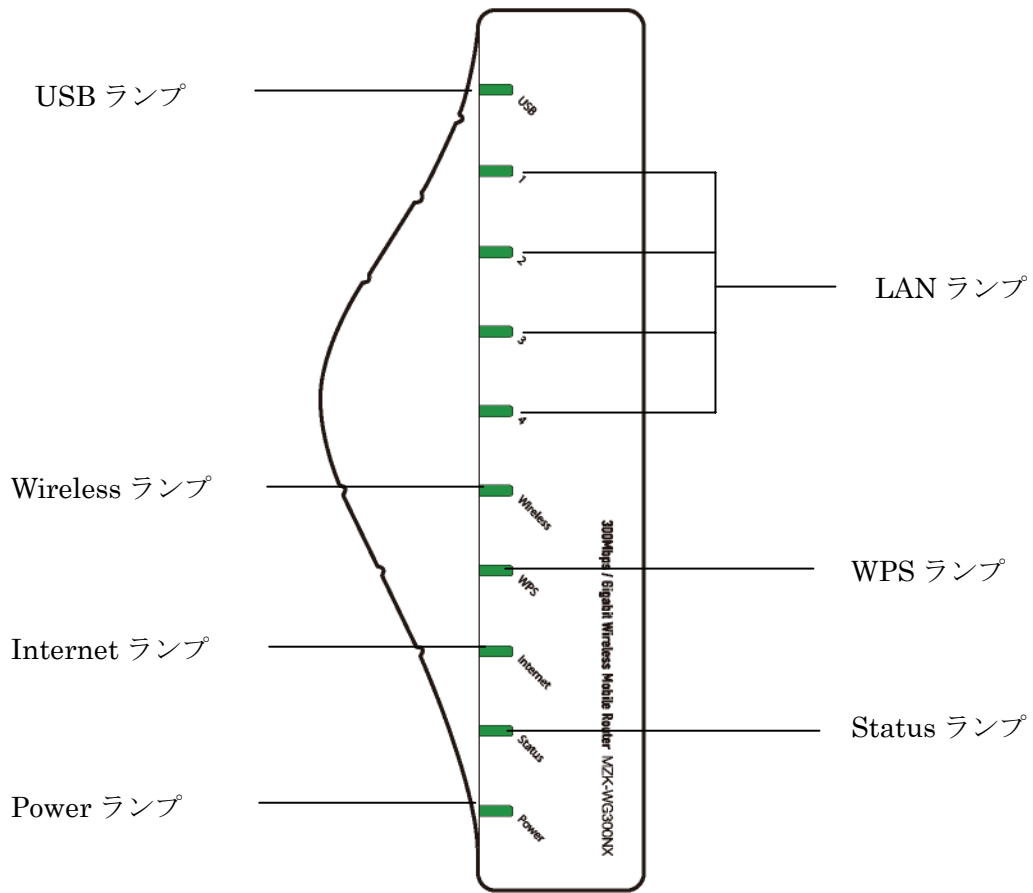 USB ランプ
USB
1
2
LAN ランプ
3
4
Wireless ランプ
Wireless
WPS
WPS ランプ
Internet ランプ
Internet
Status
Status ランプ
Power ランプ
Power
300Mbps / Gigabit Wireless Mobile Router MZK-WG300NX